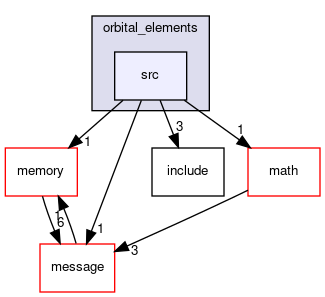 orbital_elements
src
3
1
1
memory
include
math
1
6
1
3
message